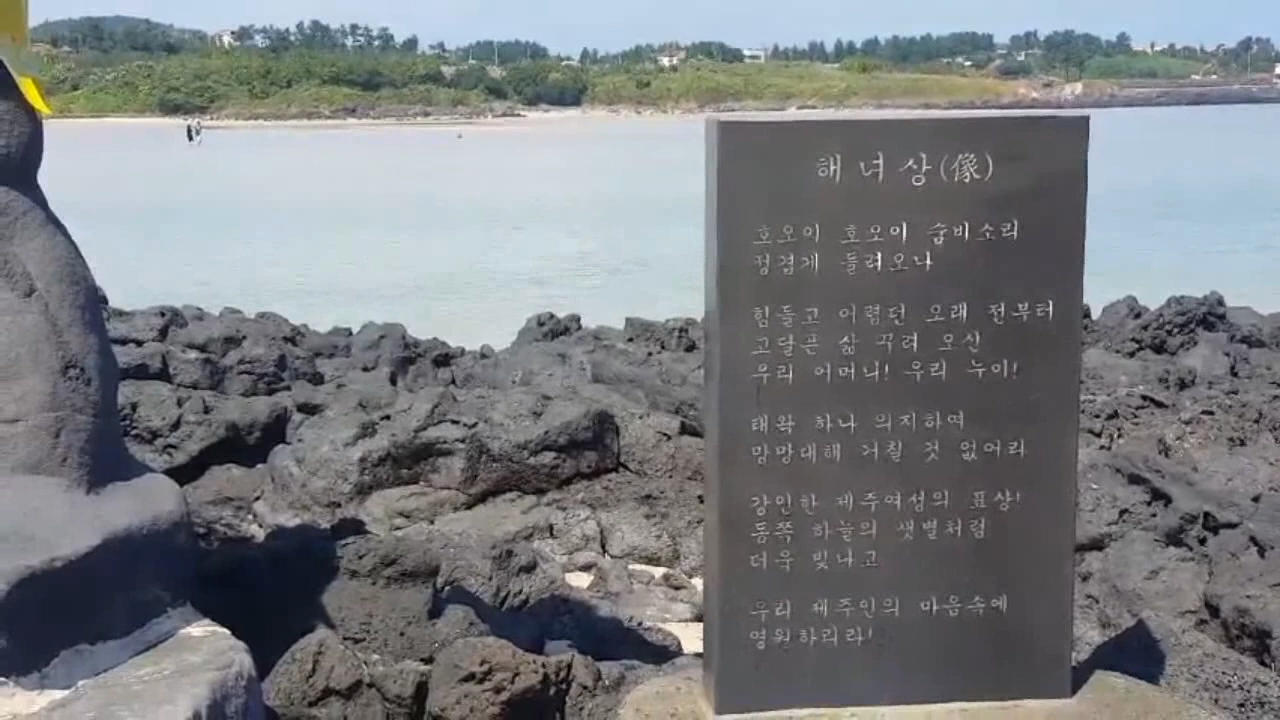 해녀상(像)
호오이 호오이 숨비소리
정겹게 들려오나
힘들고 어렵던 오래 전부터
고달픈 삶 꾸려 오신
우리 어머니! 우리 누이!
태왁 하나 의지하여
망망대해 거칠 것 없어라
강인한 제주여성의 표상!
동쪽 하늘의 샛별처럼
더욱 빛나고
우리 제주인의 마음속에
영원하리라!